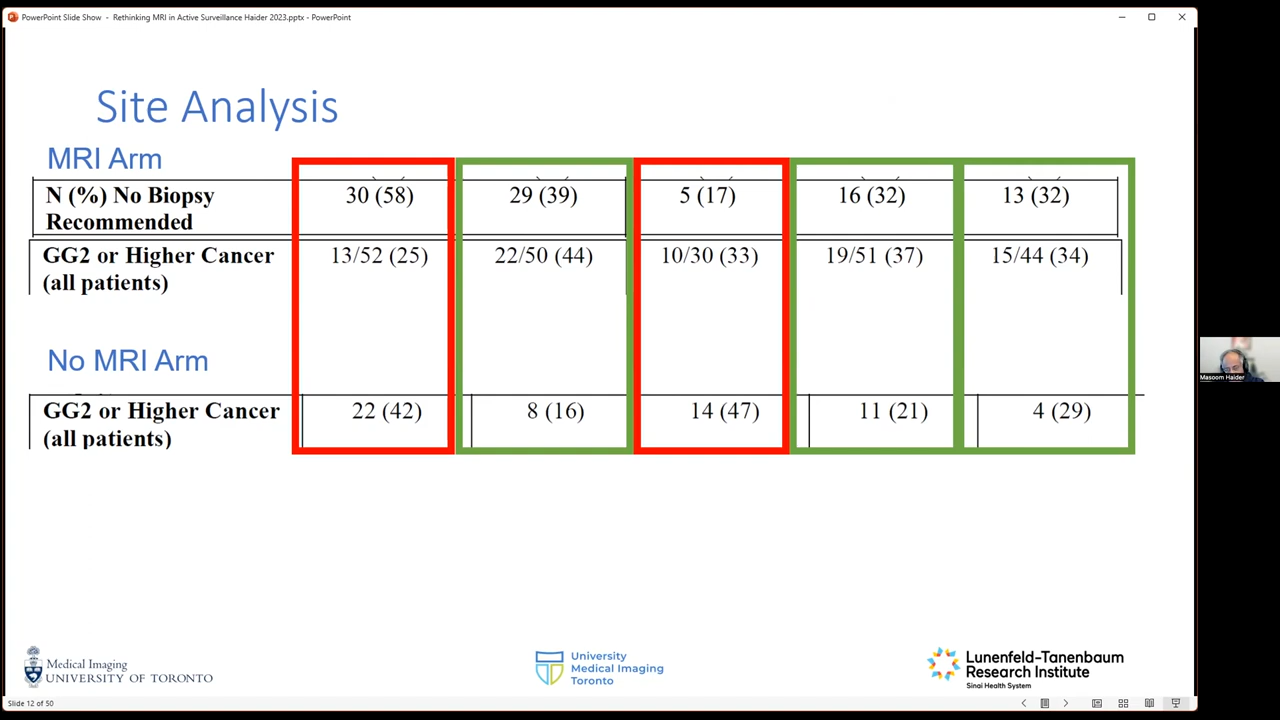 PowerPoint Slide Show - Rethinking MRI in Active Surveillance Haider 2023.pptx - PowerPoint
Site Analysis
MRI Arm
N (%) No Biopsy Recommended 30 (58) 29 (39) 5 (17) 16 (32) 13 (32)
GG2 or Higher Cancer (all patients) 13/52 (25) 22/50 (44) 10/30 (33) 19/51 (37) 15/44 (34)
No MRI Arm
GG2 or Higher Cancer (all patients) 22 (42) 8 (16) 14 (47) 11 (21) 4 (29)
Masoom Haider
Medical Imaging
UNIVERSITY OF TORONTO
University
Medical Imaging
Toronto
Lunenfeld-Tanenbaum
Research Institute
Sinai Health System
Slide 12 of 50